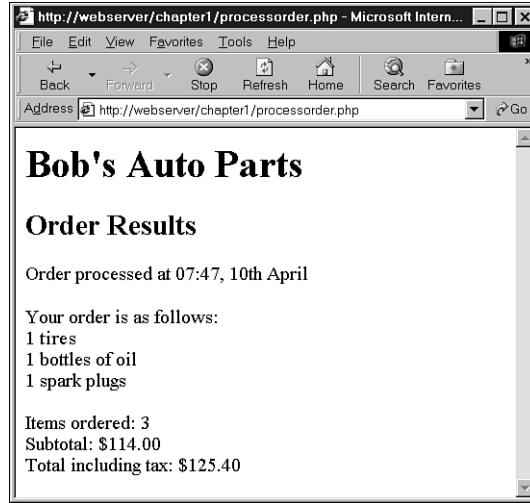 http://webserver/chapter1/processorder.php - Microsoft Intern...
File Edit View Favorites Tools Help
Back Forward Stop Refresh Home Search Favorites
Address http://webserver/chapter1/processorder.php Go
Bob's Auto Parts
Order Results
Order processed at 07:47, 10th April
Your order is as follows:
1 tires
1 bottles of oil
1 spark plugs
Items ordered: 3
Subtotal: $114.00
Total including tax: $125.40